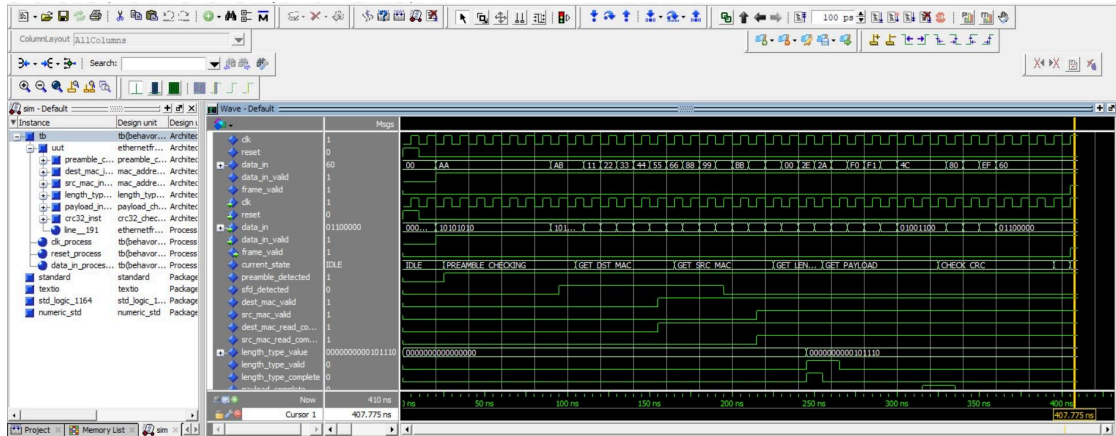 100 ps
ColumnLayout AllColumns
Search:
sim - Default
Instance Design unit
tb tb(behavor... Architec
uut ethernetfr... Architec
preamble_c... preamble_c... Architec
dest_mac_i... mac_addre... Architec
src_mac_in... mac_addre... Architec
length_typ... length_typ... Architec
payload_in... payload_ch... Architec
crc32_inst crc32_chec... Architec
line__191 ethernetfr... Process
clk_process tb(behavor... Process
reset_process tb(behavor... Process
data_in_proces... tb(behavor... Process
standard standard Package
textio textio Package
std_logic_1164 std_logic_1... Package
numeric_std numeric_std Package
Project Memory List sim
Wave - Default
Msgs
clk 1
reset 0
data_in 60 00 AA AB 11 22 33 44 55 66 88 99 BB 00 2E 2A F0 F1 4C 80 EF 60
data_in_valid 1
frame_valid 1
clk 1
reset 0
data_in 01100000 000... 10101010 101... 01001100 01100000
data_in_valid 1
frame_valid 1
current_state IDLE IDLE PREAMBLE CHECKING GET DST MAC GET SRC MAC GET LEN... GET PAYLOAD CHECK CRC
preamble_detected 1
sfd_detected 0
dest_mac_valid 1
src_mac_valid 1
dest_mac_read_co... 1
src_mac_read_com... 1
length_type_value 0000000000101110 0000000000000000 0000000000101110
length_type_valid 0
length_type_complete 0
Now 410 ns 50 ns 100 ns 150 ns 200 ns 250 ns 300 ns 350 ns 400 ns
Cursor 1 407.775 ns 407.775 ns